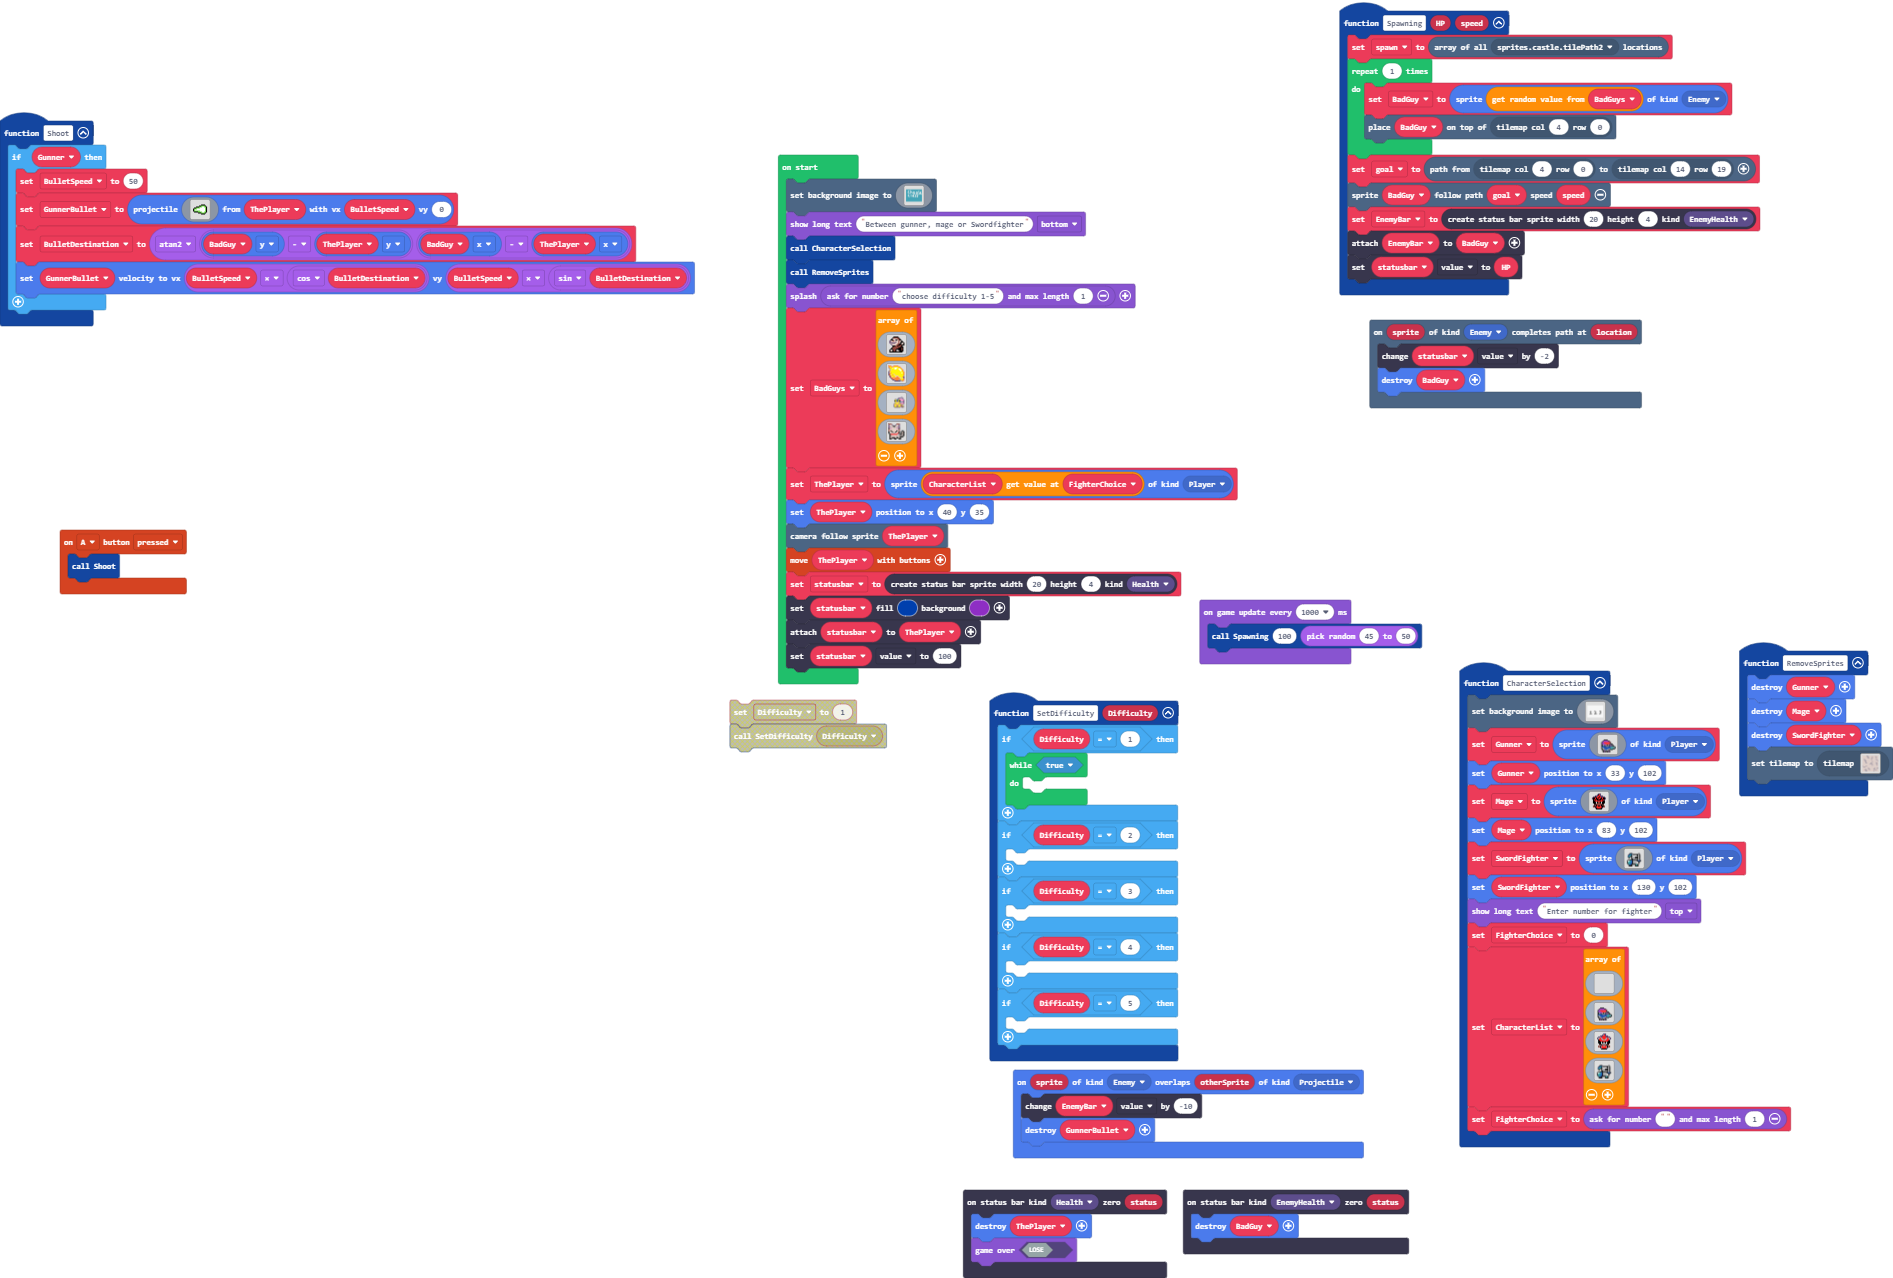 function Shoot
if Gunner then
set BulletSpeed to 50
set GunnerBullet to projectile from ThePlayer with vx BulletSpeed vy 0
set BulletDestination to atan2 BadGuy y - ThePlayer y BadGuy x - ThePlayer x
set GunnerBullet velocity to vx BulletSpeed × cos BulletDestination vy BulletSpeed × sin BulletDestination
on A button pressed
call Shoot
on start
set background image to
show long text "Between gunner, mage or Swordfighter" bottom
call CharacterSelection
call RemoveSprites
splash ask for number "choose difficulty 1-5" and max length 1
set BadGuys to array of
set ThePlayer to sprite CharacterList get value at FighterChoice of kind Player
set ThePlayer position to x 40 y 35
camera follow sprite ThePlayer
move ThePlayer with buttons
set statusbar to create status bar sprite width 20 height 4 kind Health
set statusbar fill background
attach statusbar to ThePlayer
set statusbar value to 100
set Difficulty to 1
call SetDifficulty Difficulty
function SetDifficulty Difficulty
if Difficulty = 1 then
while true
do
if Difficulty = 2 then
if Difficulty = 3 then
if Difficulty = 4 then
if Difficulty = 5 then
on sprite of kind Enemy overlaps otherSprite of kind Projectile
change EnemyBar value by -10
destroy GunnerBullet
on status bar kind Health zero status
destroy ThePlayer
game over LOSE
on status bar kind EnemyHealth zero status
destroy BadGuy
function Spawning HP speed
set spawn to array of all sprites.castle.tilePath2 locations
repeat 1 times
do
set BadGuy to sprite get random value from BadGuys of kind Enemy
place BadGuy on top of tilemap col 4 row 0
set goal to path from tilemap col 4 row 0 to tilemap col 14 row 19
sprite BadGuy follow path goal speed speed
set EnemyBar to create status bar sprite width 20 height 4 kind EnemyHealth
attach EnemyBar to BadGuy
set statusbar value to HP
on sprite of kind Enemy completes path at location
change statusbar value by -2
destroy BadGuy
on game update every 1000 ms
call Spawning 100 pick random 45 to 50
function CharacterSelection
set background image to
set Gunner to sprite of kind Player
set Gunner position to x 33 y 102
set Mage to sprite of kind Player
set Mage position to x 83 y 102
set SwordFighter to sprite of kind Player
set SwordFighter position to x 130 y 102
show long text "Enter number for fighter" top
set FighterChoice to 0
set CharacterList to array of
set FighterChoice to ask for number "" and max length 1
function RemoveSprites
destroy Gunner
destroy Mage
destroy SwordFighter
set tilemap to tilemap